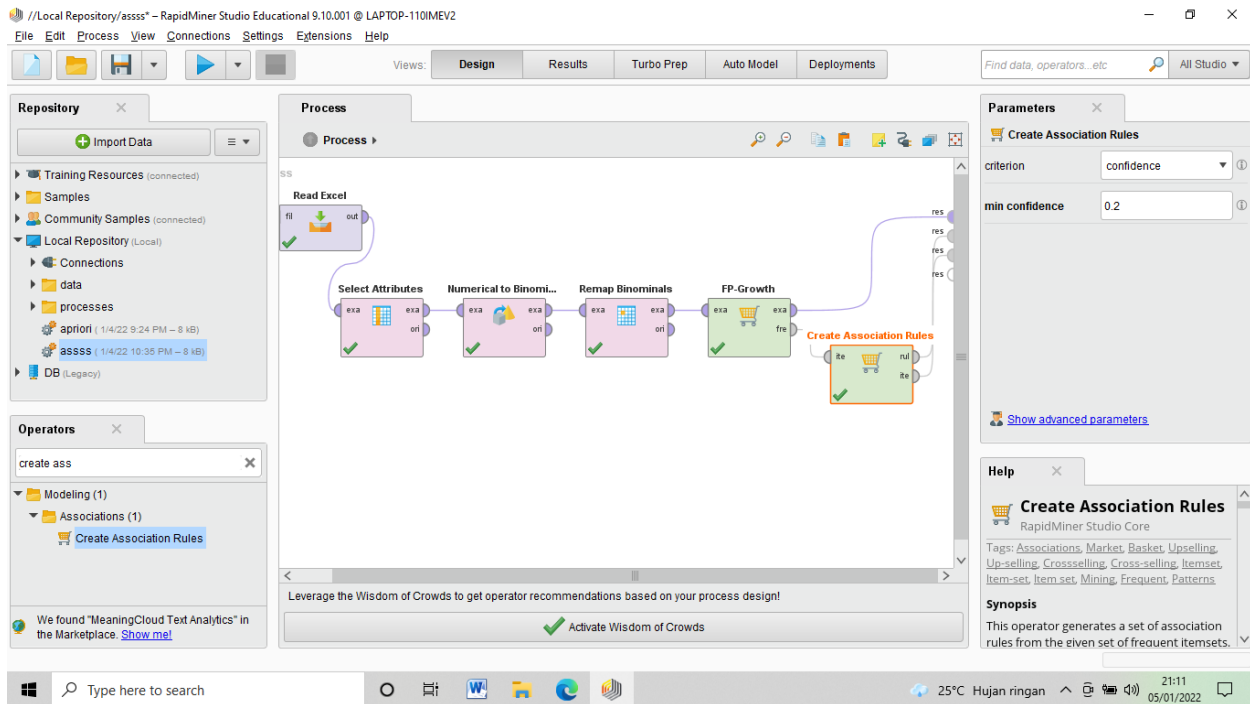 //Local Repository/assss* – RapidMiner Studio Educational 9.10.001 @ LAPTOP-110IMEV2
File Edit Process View Connections Settings Extensions Help
Views: Design Results Turbo Prep Auto Model Deployments
Find data, operators...etc All Studio
Repository
Import Data
Training Resources (connected)
Samples
Community Samples (connected)
Local Repository (Local)
Connections
data
processes
apriori ( 1/4/22 9:24 PM – 8 kB)
assss ( 1/4/22 10:35 PM – 8 kB)
DB (Legacy)
Operators
create ass
Modeling (1)
Associations (1)
Create Association Rules
We found "MeaningCloud Text Analytics" in
the Marketplace. Show me!
Process
Process
ss
Read Excel
fil out
res
res
res
res
Select Attributes Numerical to Binomi... Remap Binominals FP-Growth
exa exa exa exa exa exa exa exa
ori ori ori fre
Create Association Rules
ite rul
ite
Leverage the Wisdom of Crowds to get operator recommendations based on your process design!
Activate Wisdom of Crowds
Parameters
Create Association Rules
criterion confidence
min confidence 0.2
Show advanced parameters
Help
Create Association Rules
RapidMiner Studio Core
Tags: Associations, Market, Basket, Upselling,
Up-selling, Crossselling, Cross-selling, Itemset,
Item-set, Item set, Mining, Frequent, Patterns
Synopsis
This operator generates a set of association
rules from the given set of frequent itemsets.
Type here to search
25°C Hujan ringan
21:11
05/01/2022